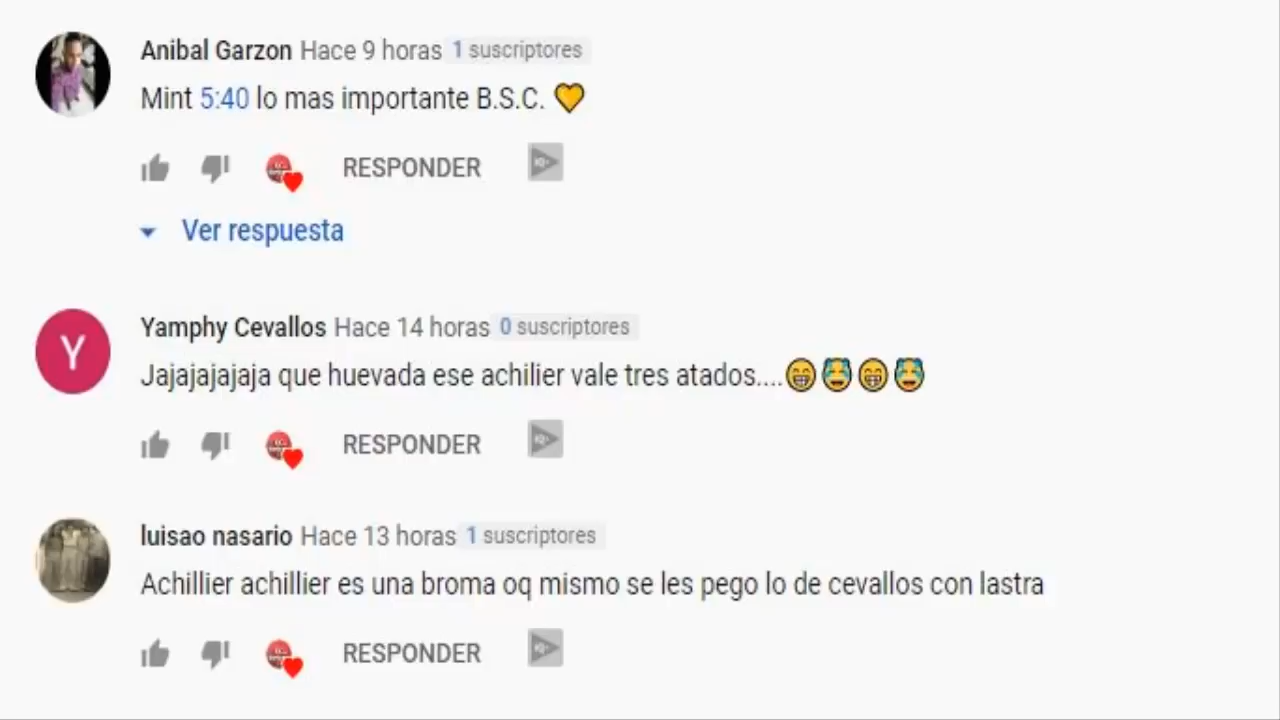 Anibal Garzon Hace 9 horas 1 suscriptores
Mint 5:40 lo mas importante B.S.C. 💛
RESPONDER
Ver respuesta
Y
Yamphy Cevallos Hace 14 horas 0 suscriptores
Jajajajajaja que huevada ese achilier vale tres atados....😁😭😁😭
RESPONDER
luisao nasario Hace 13 horas 1 suscriptores
Achillier achillier es una broma oq mismo se les pego lo de cevallos con lastra
RESPONDER